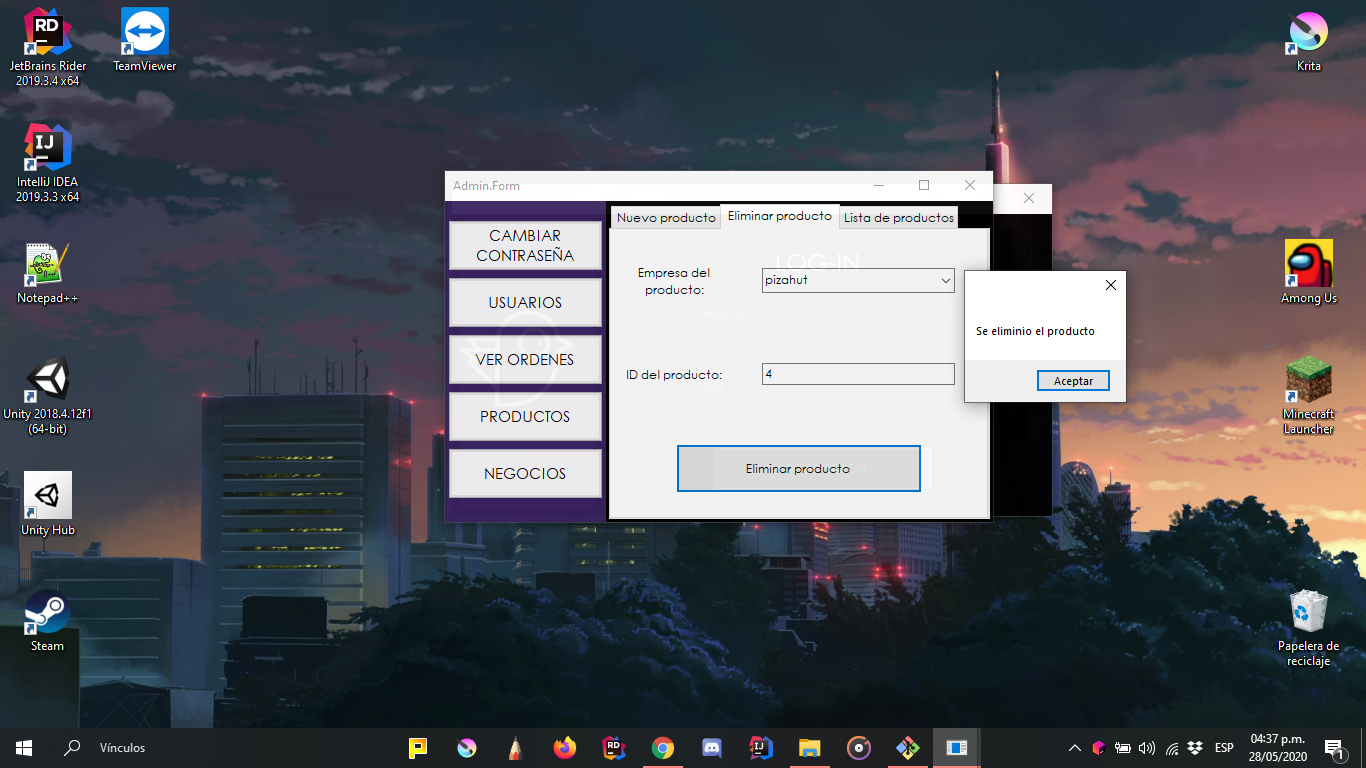 JetBrains Rider
2019.3.4 x64
TeamViewer
Krita
IntelliJ IDEA
2019.3.3 x64
Notepad++
Among Us
Unity 2018.4.12f1
(64-bit)
Minecraft
Launcher
Unity Hub
Steam
Papelera de
reciclaje
Admin.Form
CAMBIAR
CONTRASEÑA
USUARIOS
VER ORDENES
PRODUCTOS
NEGOCIOS
Nuevo producto
Eliminar producto
Lista de productos
LOG-IN
Empresa del
producto:
pizahut
ID del producto:
4
Eliminar producto
Se eliminio el producto
Aceptar
Vínculos
ESP
04:37 p.m.
28/05/2020
1